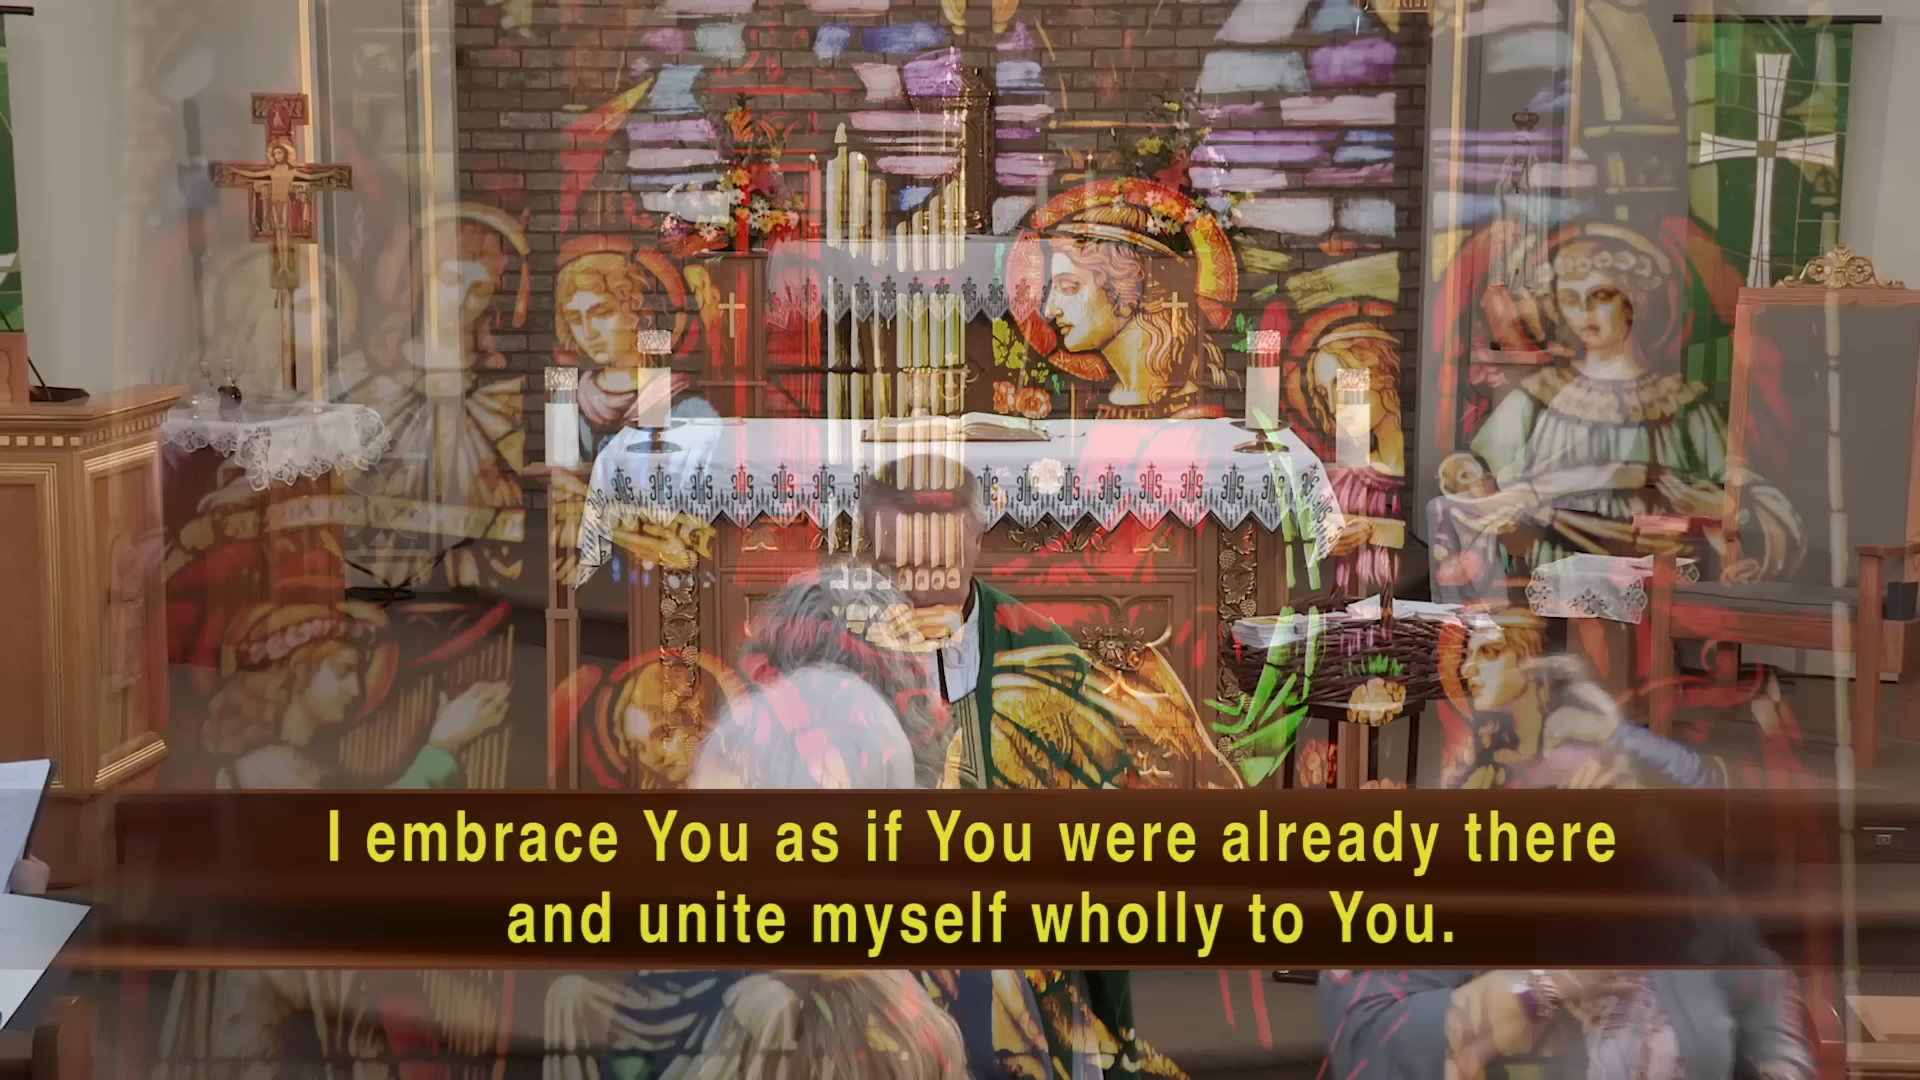 I embrace You as if You were already there
and unite myself wholly to You.